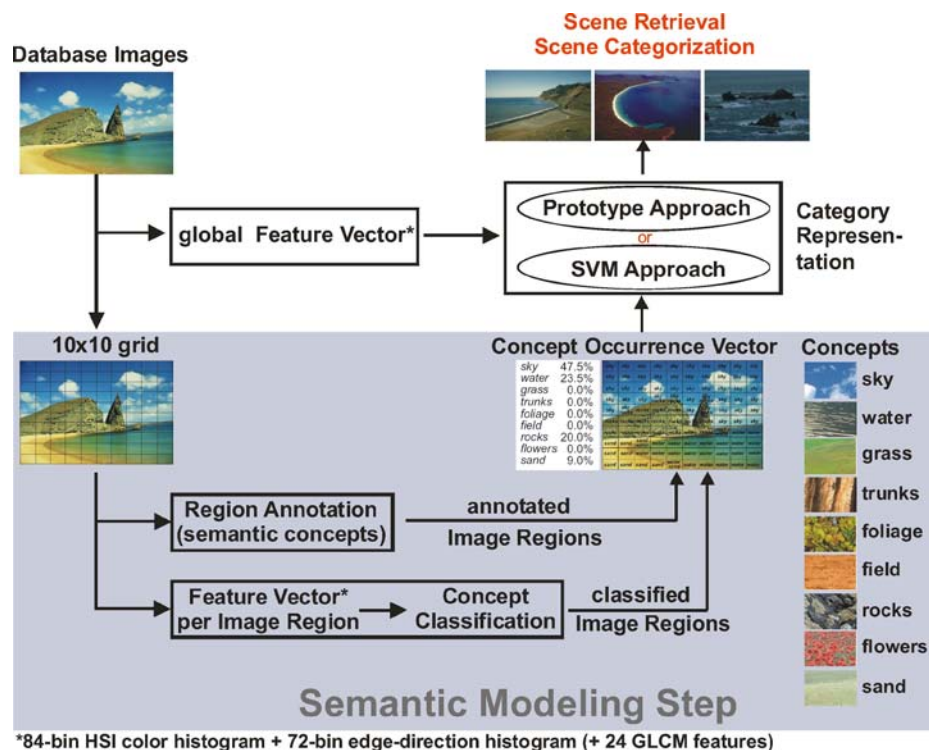 Scene Retrieval
Scene Categorization
Database Images
global Feature Vector*
Prototype Approach
or
SVM Approach
Category
Represen-
tation
10x10 grid
Concept Occurrence Vector
sky 47.5%
water 23.5%
grass 0.0%
trunks 0.0%
foliage 0.0%
field 0.0%
rocks 20.0%
flowers 0.0%
sand 9.0%
Concepts
sky
water
grass
trunks
foliage
field
rocks
flowers
sand
Region Annotation
(semantic concepts)
annotated
Image Regions
Feature Vector*
per Image Region
Concept
Classification
classified
Image Regions
Semantic Modeling Step
*84-bin HSI color histogram + 72-bin edge-direction histogram (+ 24 GLCM features)